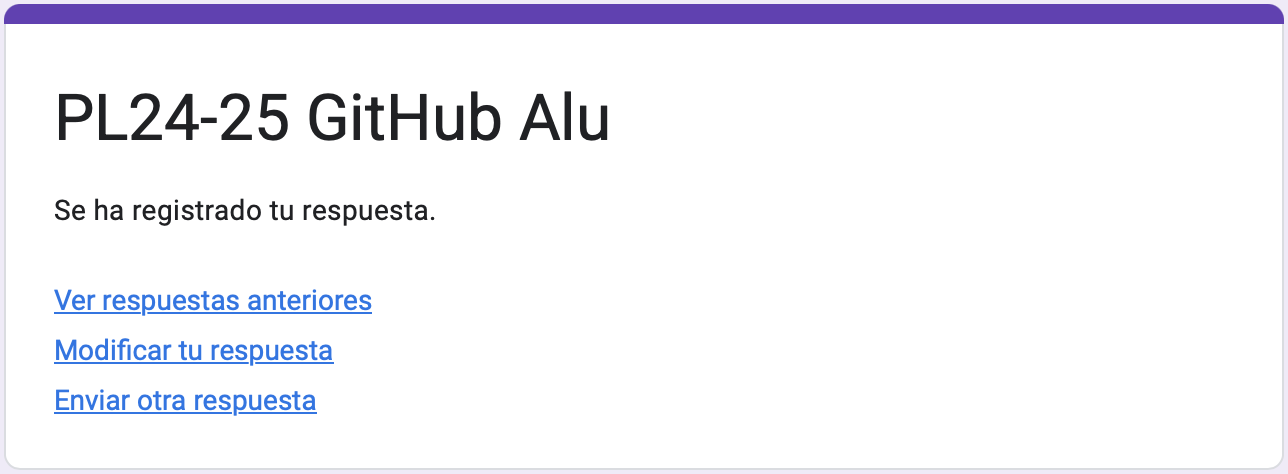 PL24-25 GitHub Alu
Se ha registrado tu respuesta.
Ver respuestas anteriores
Modificar tu respuesta
Enviar otra respuesta